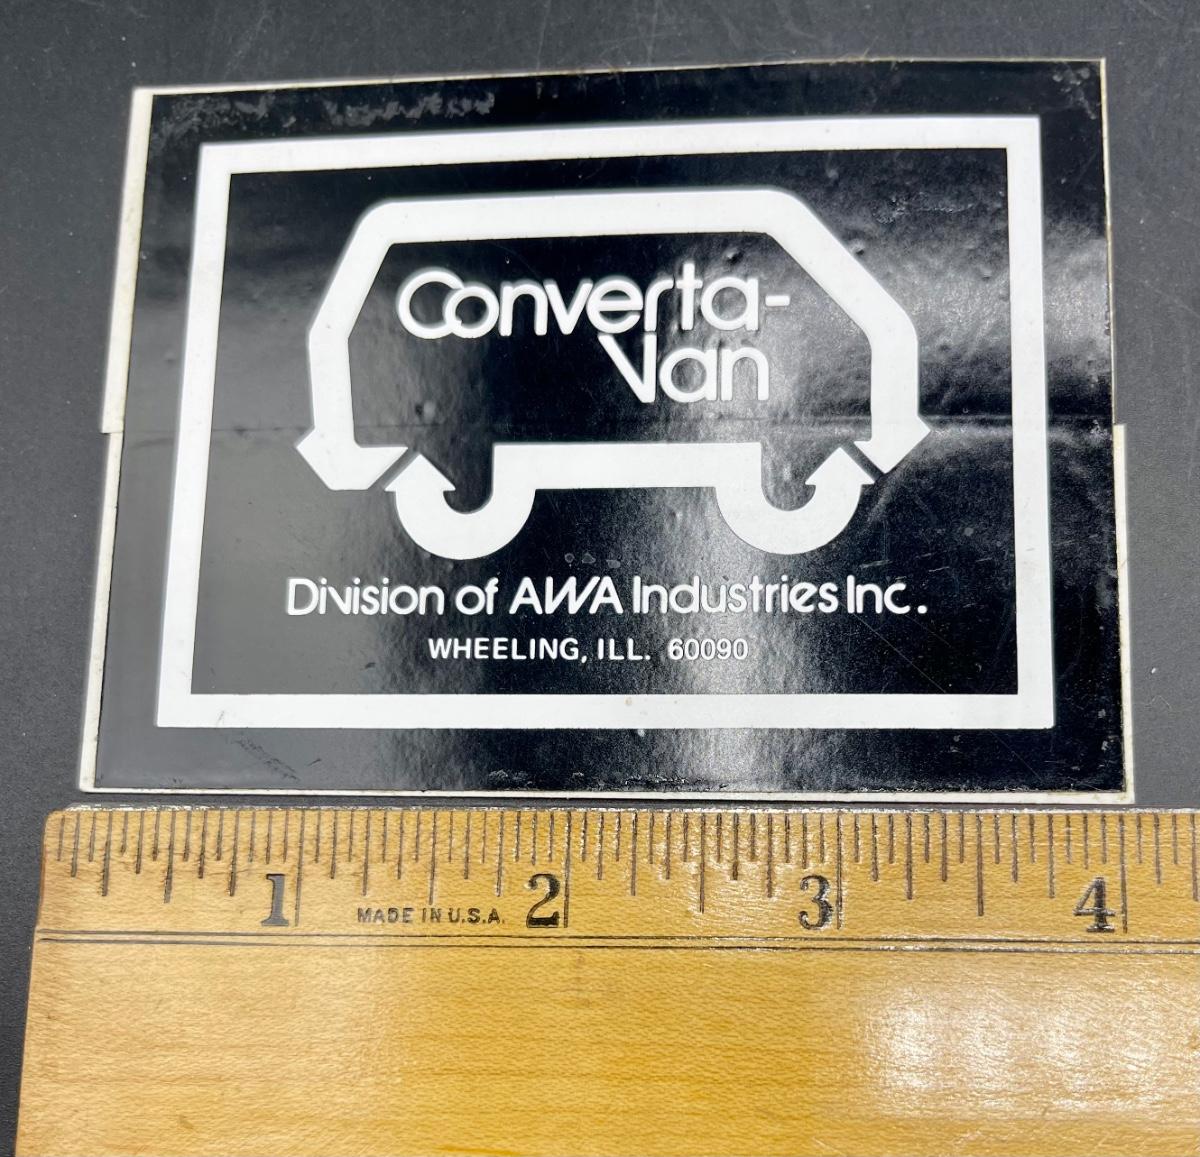 Converta-
Van
Division of AWA Industries Inc.
WHEELING, ILL. 60090
1 MADE IN U.S.A. 2 3 4